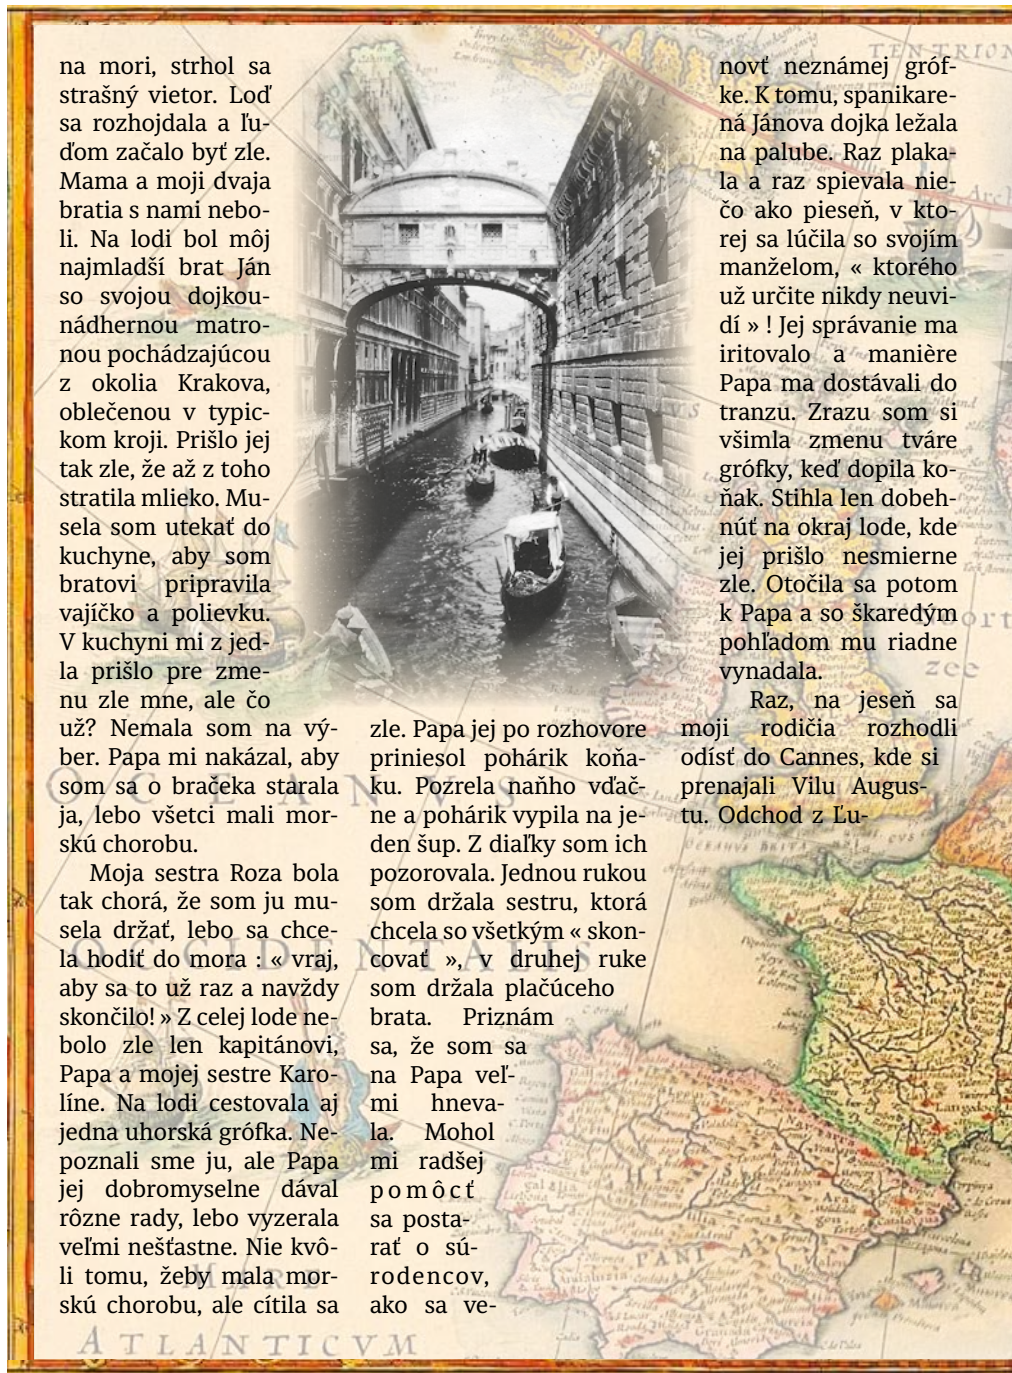 na mori, strhol sa
strašný vietor. Loď
sa rozhojdala a ľu-
ďom začalo byť zle.
Mama a moji dvaja
bratia s nami nebo-
li. Na lodi bol môj
najmladší brat Ján
so svojou dojkou-
nádhernou matro-
nou pochádzajúcou
z okolia Krakova,
oblečenou v typic-
kom kroji. Prišlo jej
tak zle, že až z toho
stratila mlieko. Mu-
sela som utekať do
kuchyne, aby som
bratovi pripravila
vajíčko a polievku.
V kuchyni mi z jed-
la prišlo pre zme-
nu zle mne, ale čo
už? Nemala som na vý-
ber. Papa mi nakázal, aby
som sa o bračeka starala
ja, lebo všetci mali mor-
skú chorobu.
Moja sestra Roza bola
tak chorá, že som ju mu-
sela držať, lebo sa chce-
la hodiť do mora : « vraj,
aby sa to už raz a navždy
skončilo! » Z celej lode ne-
bolo zle len kapitánovi,
Papa a mojej sestre Karo-
líne. Na lodi cestovala aj
jedna uhorská grófka. Ne-
poznali sme ju, ale Papa
jej dobromyselne dával
rôzne rady, lebo vyzerala
veľmi nešťastne. Nie kvô-
li tomu, žeby mala mor-
skú chorobu, ale cítila sa
zle. Papa jej po rozhovore
priniesol pohárik koňa-
ku. Pozrela naňho vďač-
ne a pohárik vypila na je-
den šup. Z diaľky som ich
pozorovala. Jednou rukou
som držala sestru, ktorá
chcela so všetkým « skon-
covať », v druhej ruke
som držala plačúceho
brata. Priznám
sa, že som sa
na Papa veľ-
mi hneva-
la. Mohol
mi radšej
pomôcť
sa posta-
rať o sú-
rodencov,
ako sa ve-
novť neznámej gróf-
ke. K tomu, spanikare-
ná Jánova dojka ležala
na palube. Raz plaka-
la a raz spievala nie-
čo ako pieseň, v kto-
rej sa lúčila so svojím
manželom, « ktorého
už určite nikdy neuvi-
dí » ! Jej správanie ma
iritovalo a manière
Papa ma dostávali do
tranzu. Zrazu som si
všimla zmenu tváre
grófky, keď dopila ko-
ňak. Stihla len dobeh-
núť na okraj lode, kde
jej prišlo nesmierne
zle. Otočila sa potom
k Papa a so škaredým
pohľadom mu riadne
vynadala.
Raz, na jeseň sa
moji rodičia rozhodli
odísť do Cannes, kde si
prenajali Vilu Augus-
tu. Odchod z Ľu-
OCEANVS
OCCIDENTALIS
MARE
ATLANTICVM